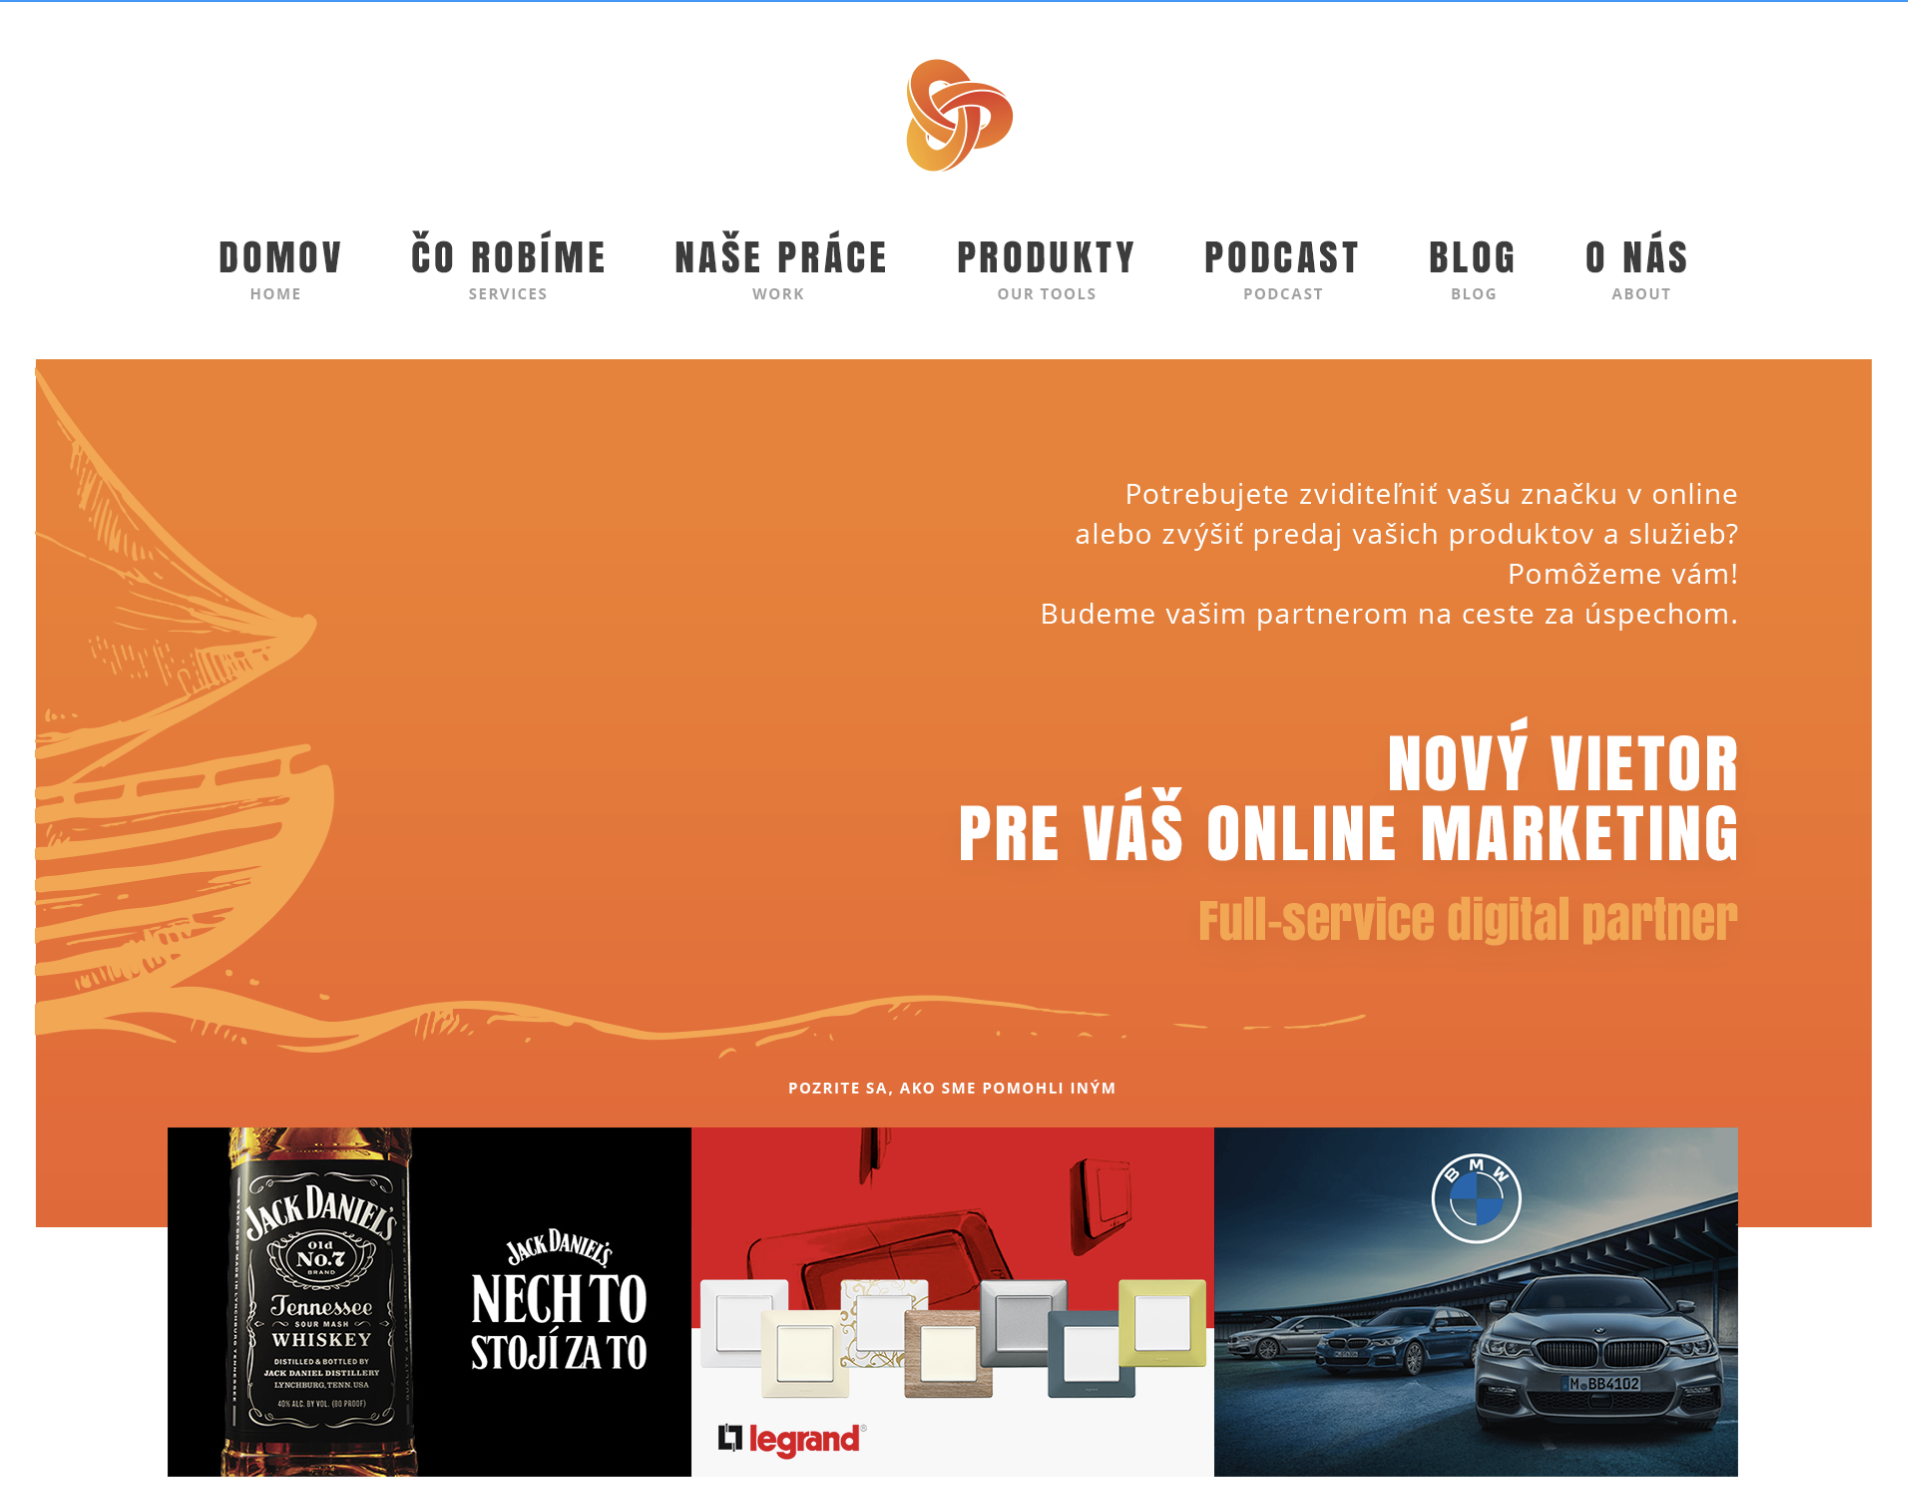 DOMOV
HOME
ČO ROBÍME
SERVICES
NAŠE PRÁCE
WORK
PRODUKTY
OUR TOOLS
PODCAST
PODCAST
BLOG
BLOG
O NÁS
ABOUT
Potrebujete zviditeľniť vašu značku v online
alebo zvýšiť predaj vašich produktov a služieb?
Pomôžeme vám!
Budeme vašim partnerom na ceste za úspechom.
NOVÝ VIETOR
PRE VÁŠ ONLINE MARKETING
Full-service digital partner
POZRITE SA, AKO SME POMOHLI INÝM
JACK DANIEL'S
Old
No.7
BRAND
Tennessee
SOUR MASH
WHISKEY
DISTILLED & BOTTLED BY
JACK DANIEL DISTILLERY
LYNCHBURG, TENN. USA
40% ALC. BY VOL. (80 PROOF)
JACK DANIEL'S
NECH TO
STOJÍ ZA TO
legrand®
BMW
M BB4102